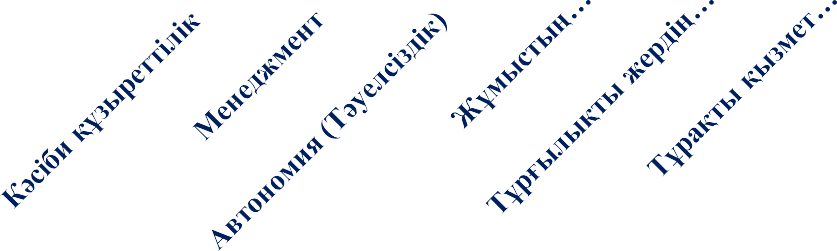 Кәсіби құзыреттілік
Менеджмент
Автономия (Тәуелсіздік)
Жұмыстың…
Тұрғылықты жердің…
Тұрақты қызмет…